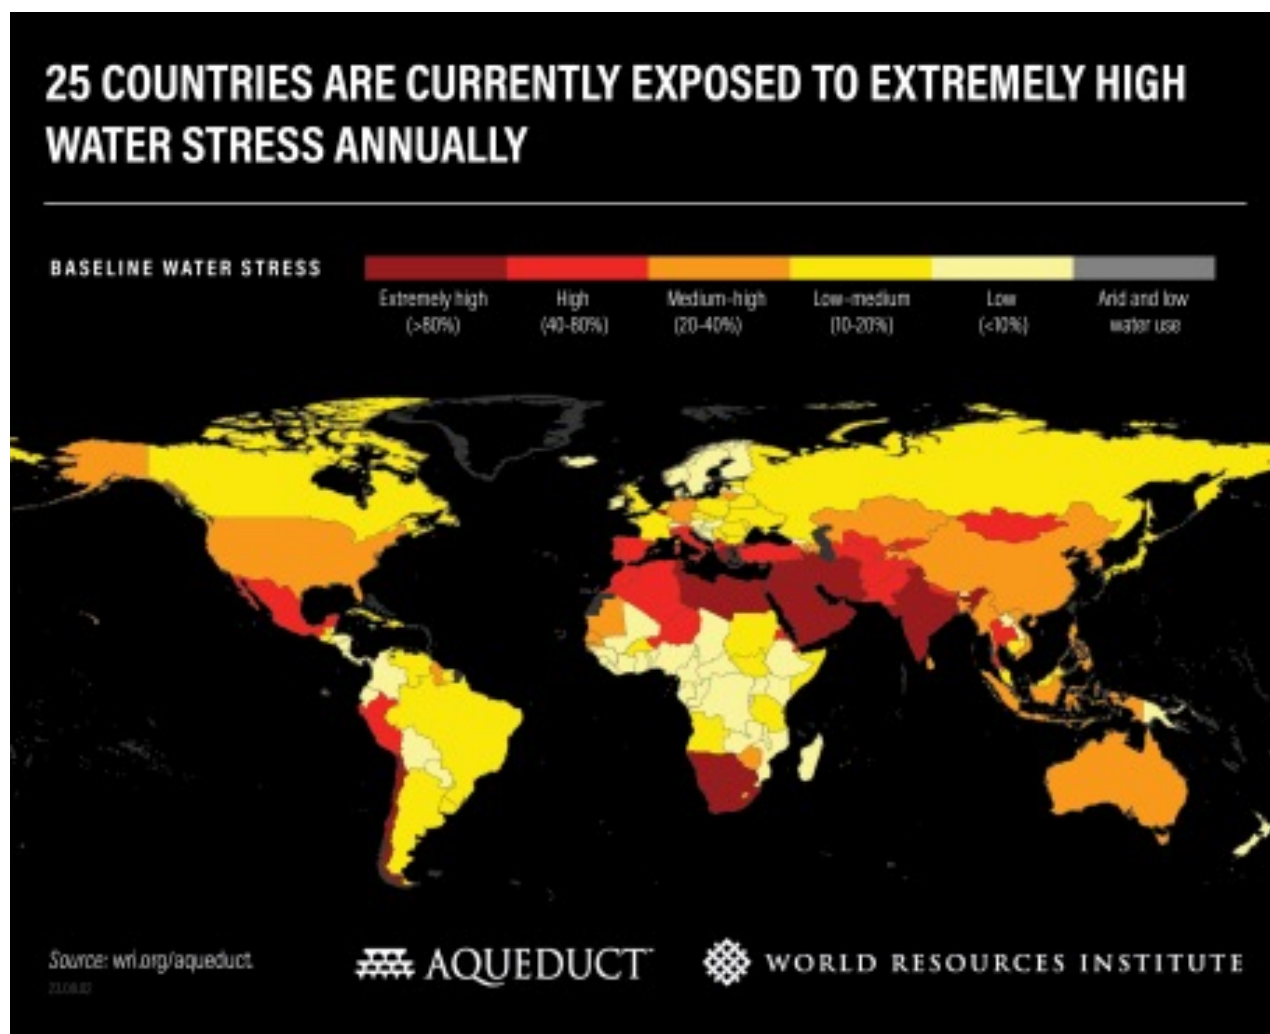 25 COUNTRIES ARE CURRENTLY EXPOSED TO EXTREMELY HIGH
WATER STRESS ANNUALLY
BASELINE WATER STRESS
Extremely high
(>80%)
High
(40-80%)
Medium-high
(20-40%)
Low-medium
(10-20%)
Low
(<10%)
Arid and low
water use
Source: wri.org/aqueduct.
AQUEDUCT
WORLD RESOURCES INSTITUTE